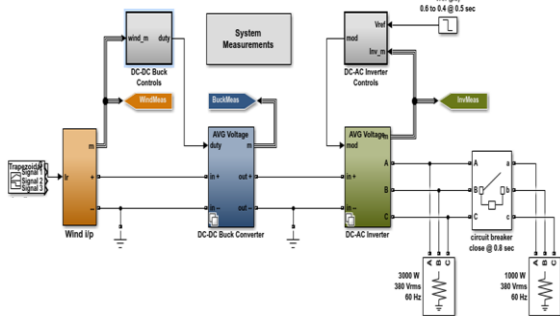 0.6 to 0.4 @ 0.5 sec
Vref
wind_m duty
System
Measurements
mod
Inv_m
DC-DC Buck
Controls
DC-AC Inverter
Controls
WindMeas
BuckMeas
InvMeas
Trapezoidal
Signal 1
Signal 2
Signal 3
m
+
–
Wind i/p
AVG Voltage
duty m
in + out +
in – out –
DC-DC Buck Converter
AVG Voltage
m
mod
A
in + B
in – C
DC-AC Inverter
A a
B b
C c
circuit breaker
close @ 0.8 sec
A B C
3000 W
380 Vrms
60 Hz
A B C
1000 W
380 Vrms
60 Hz